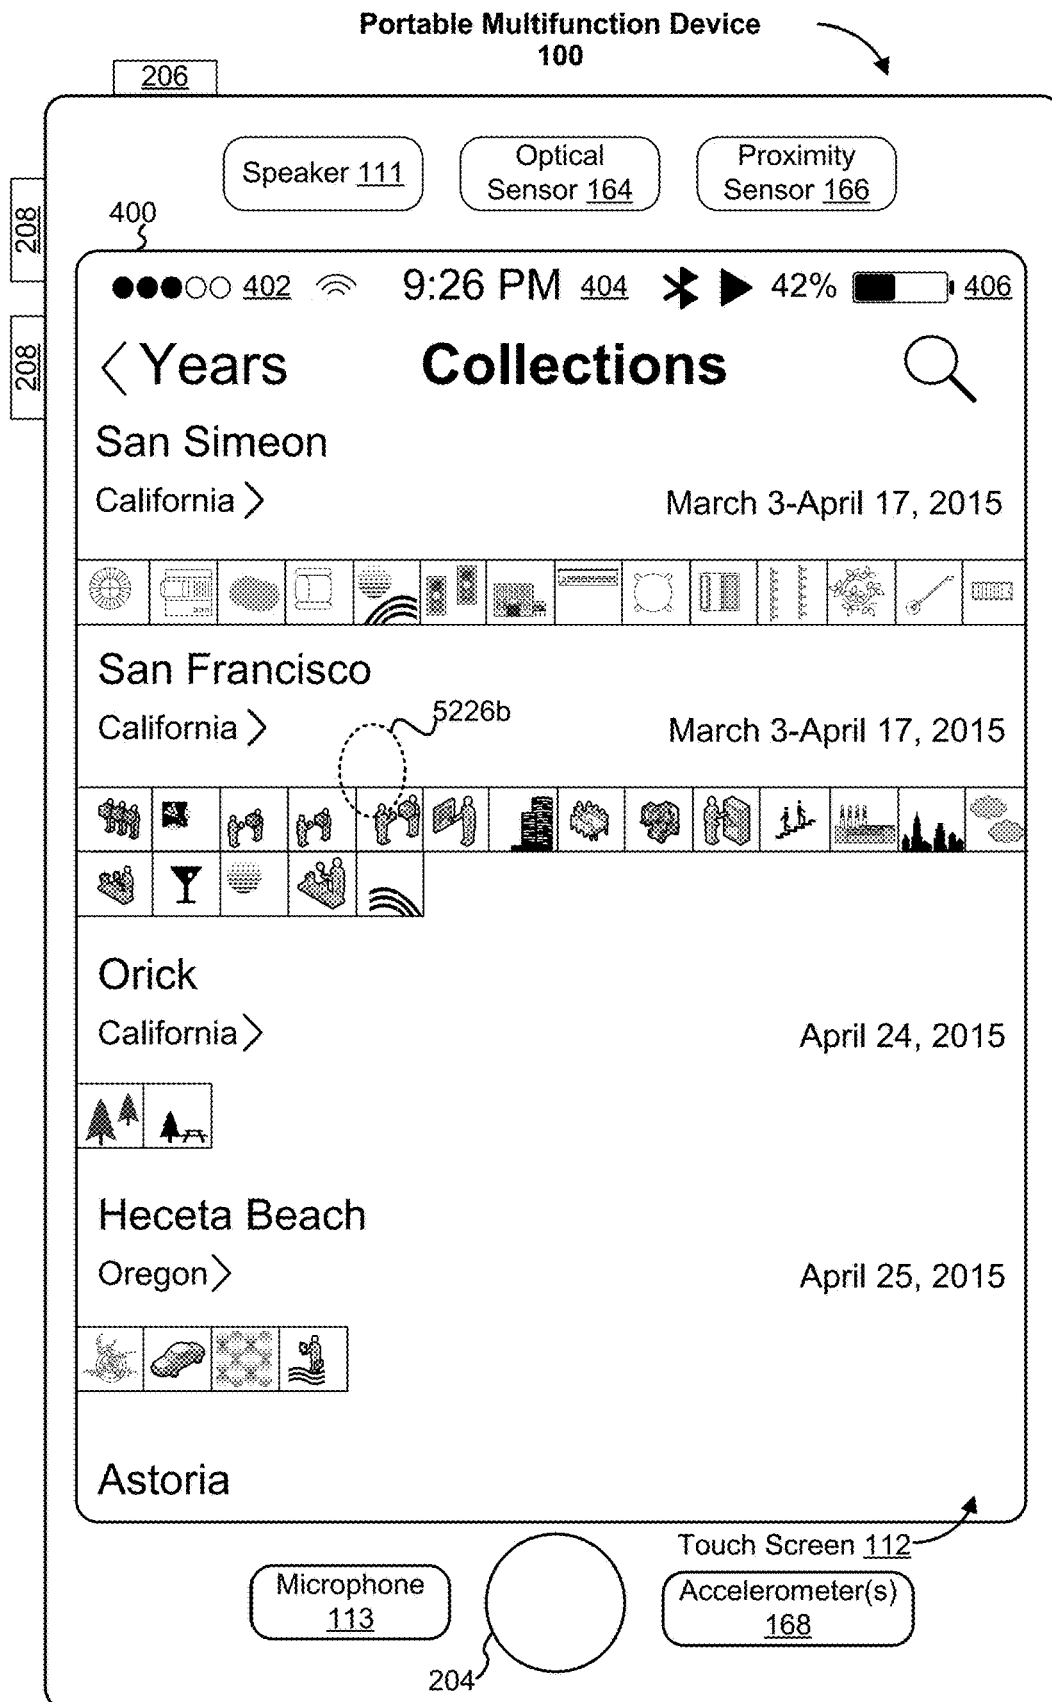 Portable Multifunction Device
100
206
Speaker 111
Optical
Sensor 164
Proximity
Sensor 166
208
400
402 9:26 PM 404 42% 406
208
Years Collections
San Simeon
California March 3-April 17, 2015
San Francisco
5226b
California March 3-April 17, 2015
Orick
California April 24, 2015
Heceta Beach
Oregon April 25, 2015
Astoria
Touch Screen 112
Microphone
113
Accelerometer(s)
168
204